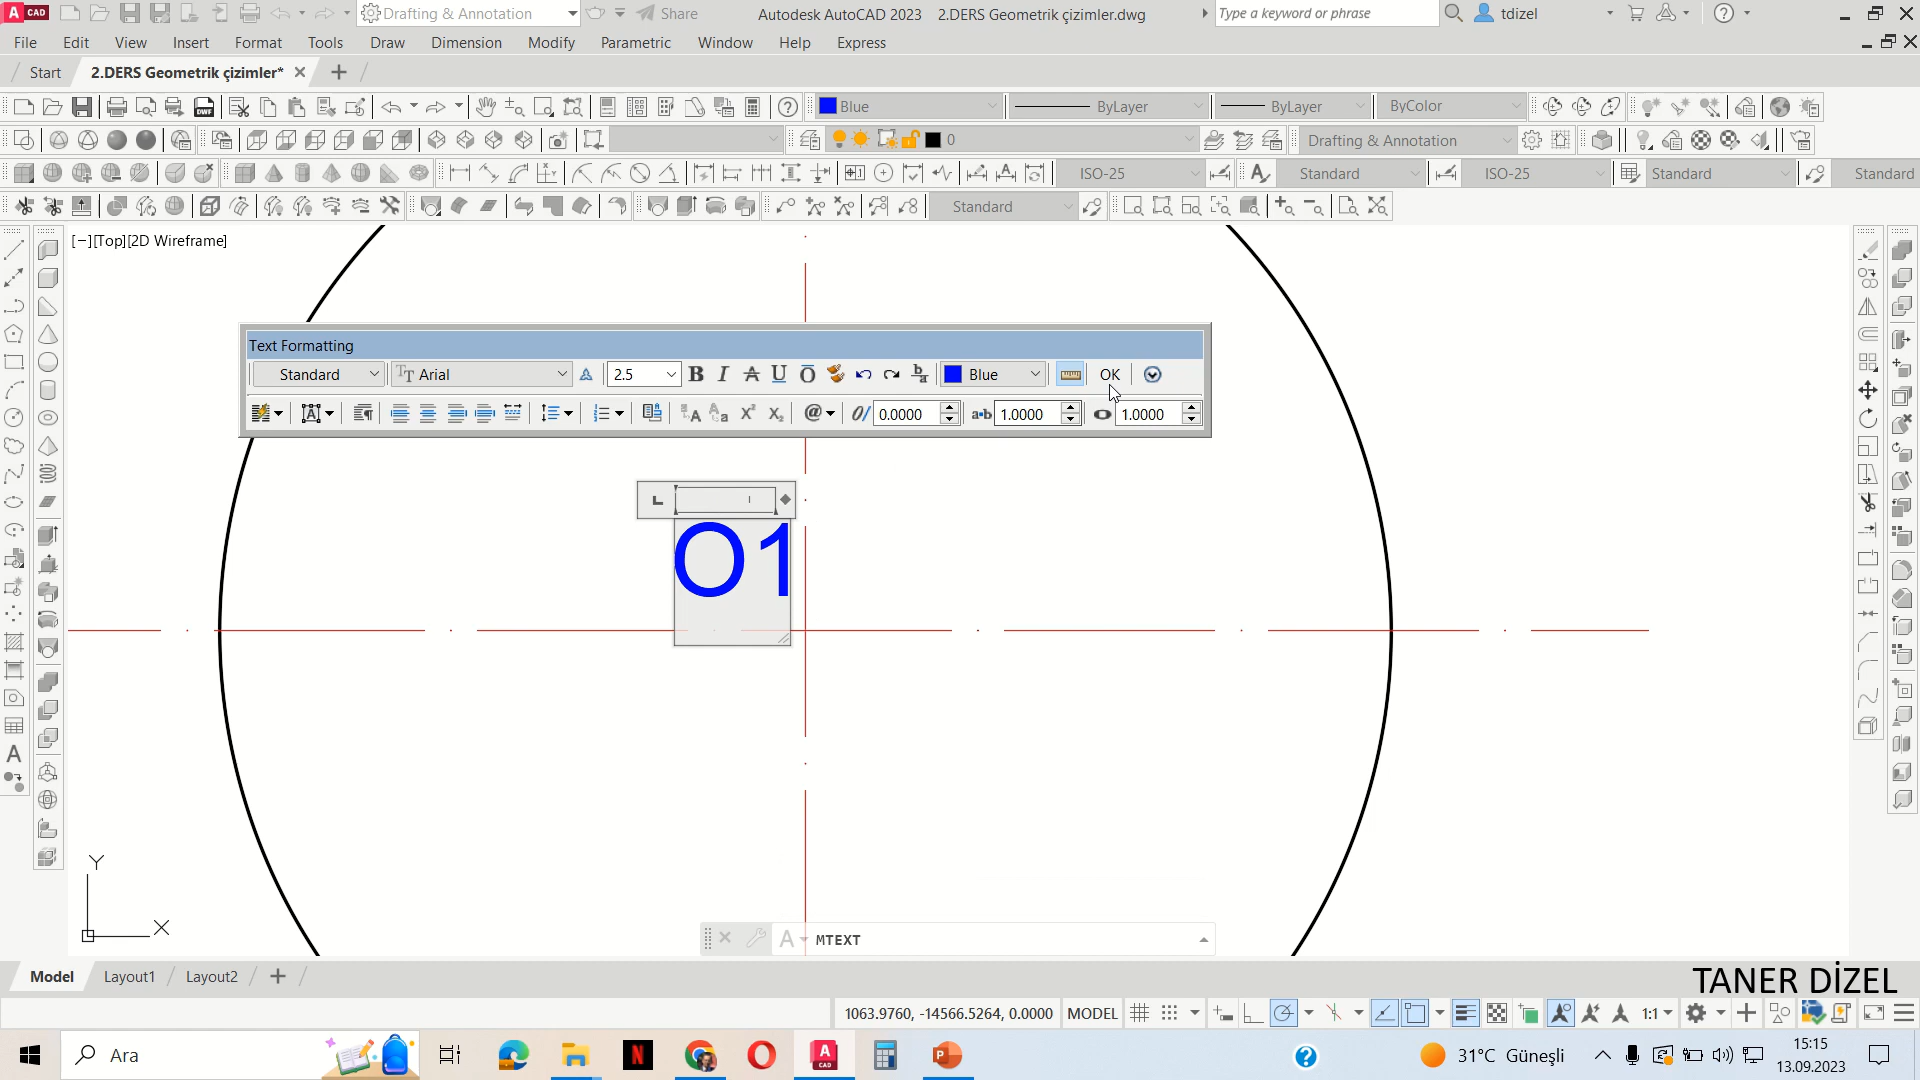 CAD
Drafting & Annotation
Share
Autodesk AutoCAD 2023 2.DERS Geometrik çizimler.dwg
Type a keyword or phrase
tdizel
File Edit View Insert Format Tools Draw Dimension Modify Parametric Window Help Express
Start
2.DERS Geometrik çizimler*
Blue
ByLayer
ByLayer
ByColor
0
Drafting & Annotation
ISO-25
Standard
ISO-25
Standard
Standard
Standard
[−][Top][2D Wireframe]
Text Formatting
Standard
Arial
2.5
B I A U O
Blue
OK
@
0/ 0.0000
a•b 1.0000
1.0000
O1
Y
X
MTEXT
Model
Layout1
Layout2
TANER DİZEL
1063.9760, -14566.5264, 0.0000
MODEL
1:1
Ara
31°C Güneşli
15:15
13.09.2023